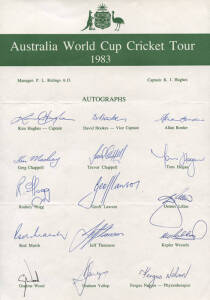 Australia World Cup Cricket Tour
1983
Manager: P. L. Ridings A.O. Captain: K. J. Hughes
AUTOGRAPHS
Kim Hughes — Captain David Hookes — Vice Captain Allan Border
Greg Chappell Trevor Chappell Tom Hogan
Rodney Hogg Geoff Lawson Dennis Lillee
Rod Marsh Jeff Thomson Kepler Wessels
Graeme Wood Graham Yallop Fergus — Physiotherapist